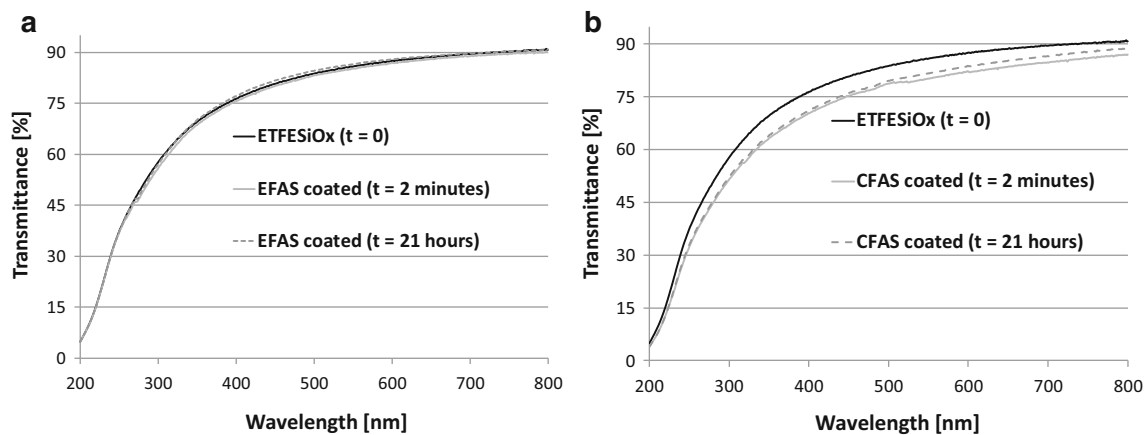 a
Transmittance [%]
90
75
60
45
30
15
0
ETFESiOx (t = 0)
EFAS coated (t = 2 minutes)
EFAS coated (t = 21 hours)
200 300 400 500 600 700 800
Wavelength [nm]
b
Transmittance [%]
90
75
60
45
30
15
0
ETFESiOx (t = 0)
CFAS coated (t = 2 minutes)
CFAS coated (t = 21 hours)
200 300 400 500 600 700 800
Wavelength [nm]